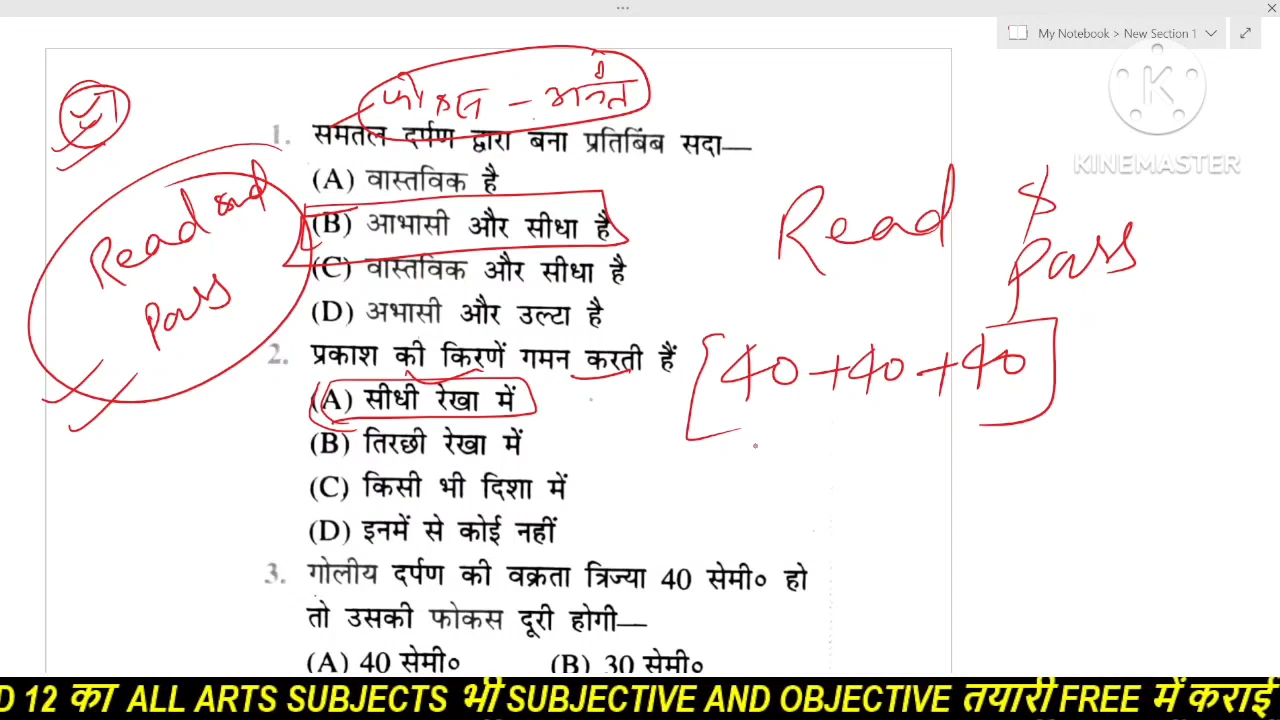 My Notebook > New Section 1
K
KINEMASTER
1. समतल दर्पण द्वारा बना प्रतिबिंब सदा—
(A) वास्तविक है
(B) आभासी और सीधा है
(C) वास्तविक और सीधा है
(D) अभासी और उल्टा है
2. प्रकाश की किरणें गमन करती हैं
(A) सीधी रेखा में
(B) तिरछी रेखा में
(C) किसी भी दिशा में
(D) इनमें से कोई नहीं
3. गोलीय दर्पण की वक्रता त्रिज्या 40 सेमी० हो
तो उसकी फोकस दूरी होगी—
(A) 40 सेमी० (B) 30 सेमी०
Read and
Pass
Read &
Pass
[40+40+40]
D 12 का ALL ARTS SUBJECTS भी SUBJECTIVE AND OBJECTIVE तयारी FREE में कराई